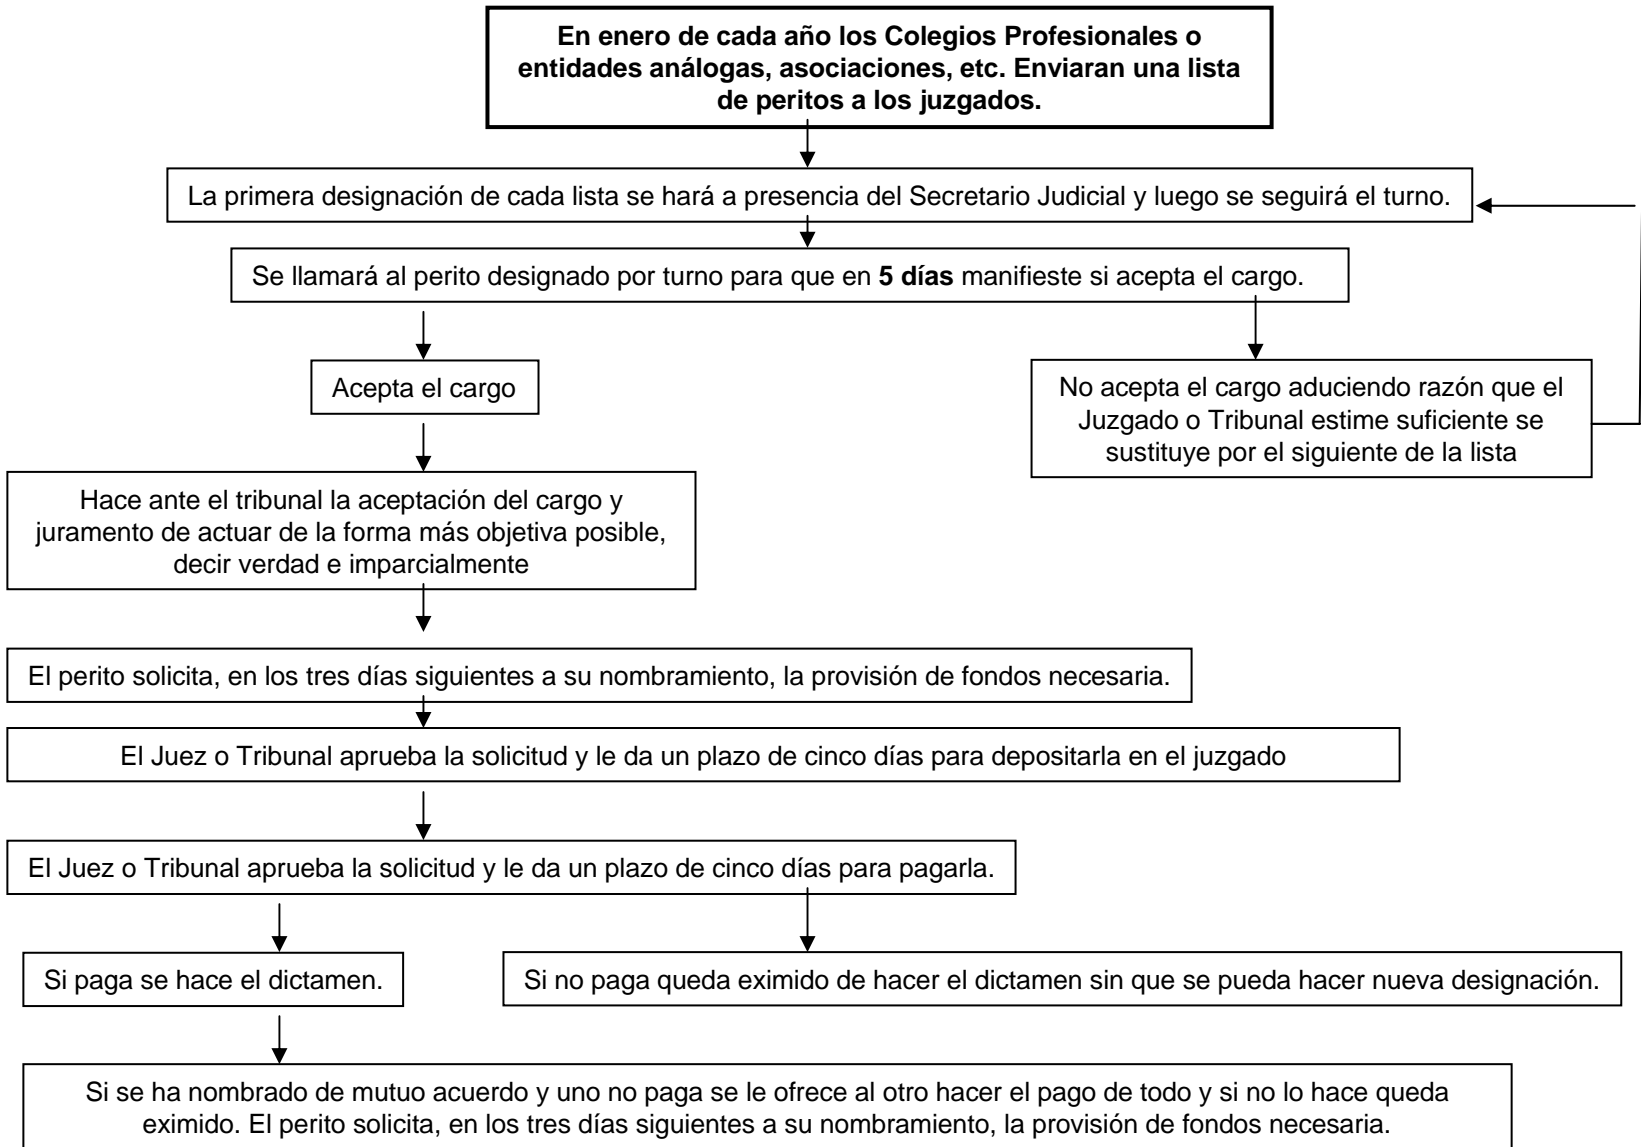 En enero de cada año los Colegios Profesionales o
entidades análogas, asociaciones, etc. Enviaran una lista
de peritos a los juzgados.
La primera designación de cada lista se hará a presencia del Secretario Judicial y luego se seguirá el turno.
Se llamará al perito designado por turno para que en 5 días manifieste si acepta el cargo.
Acepta el cargo
No acepta el cargo aduciendo razón que el
Juzgado o Tribunal estime suficiente se
sustituye por el siguiente de la lista
Hace ante el tribunal la aceptación del cargo y
juramento de actuar de la forma más objetiva posible,
decir verdad e imparcialmente
El perito solicita, en los tres días siguientes a su nombramiento, la provisión de fondos necesaria.
El Juez o Tribunal aprueba la solicitud y le da un plazo de cinco días para depositarla en el juzgado
El Juez o Tribunal aprueba la solicitud y le da un plazo de cinco días para pagarla.
Si paga se hace el dictamen.
Si no paga queda eximido de hacer el dictamen sin que se pueda hacer nueva designación.
Si se ha nombrado de mutuo acuerdo y uno no paga se le ofrece al otro hacer el pago de todo y si no lo hace queda
eximido. El perito solicita, en los tres días siguientes a su nombramiento, la provisión de fondos necesaria.